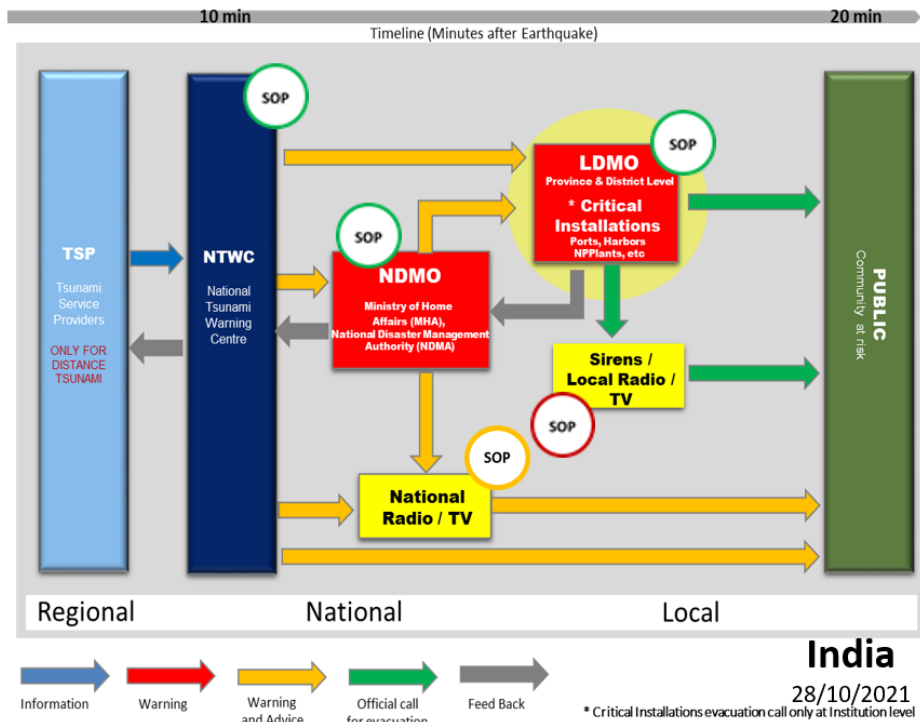 10 min
20 min
Timeline (Minutes after Earthquake)
TSP
Tsunami
Service
Providers
ONLY FOR
DISTANCE
TSUNAMI
SOP
NTWC
National
Tsunami
Warning
Centre
SOP
NDMO
Ministry of Home
Affairs (MHA),
National Disaster Management
Authority (NDMA)
SOP
LDMO
Province & District Level
* Critical
Installations
Ports, Harbors
NPPlants, etc
Sirens /
Local Radio /
TV
SOP
SOP
National
Radio / TV
PUBLIC
Community at risk
Regional
National
Local
Information
Warning
Warning
and Advice
Official call
for evacuation
Feed Back
India
28/10/2021
* Critical Installations evacuation call only at Institution level